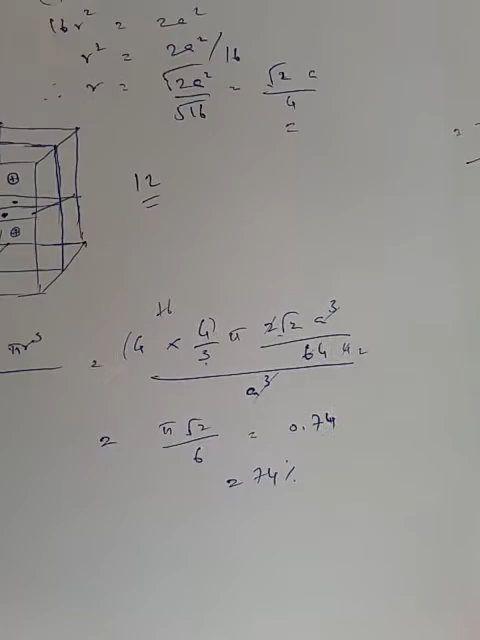 16r² = 2a²
r² = 2a²/16
∴ r = √2a²/√16 = √2 a/4
=
12
πr³ = (4 × 4/3 π 2√2 a³/64)/a³
= π√2/6 = 0.74
= 74%